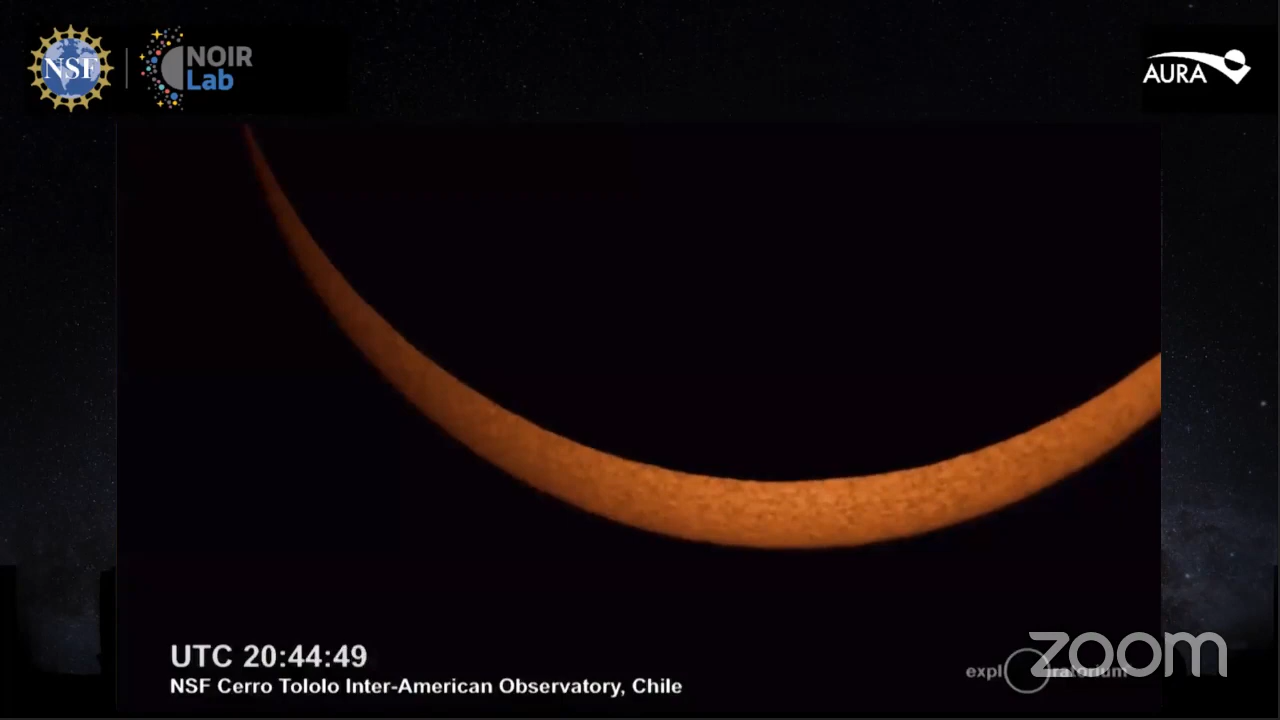 NSF
NOIR
Lab
AURA
UTC 20:44:49
NSF Cerro Tololo Inter-American Observatory, Chile
zoom